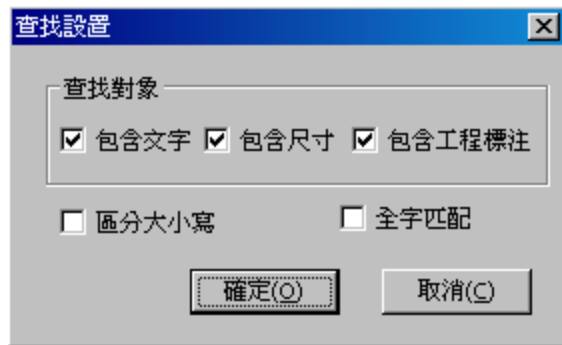 查找設置
查找對象
包含文字 包含尺寸 包含工程標注
區分大小寫 全字匹配
確定(O) 取消(C)